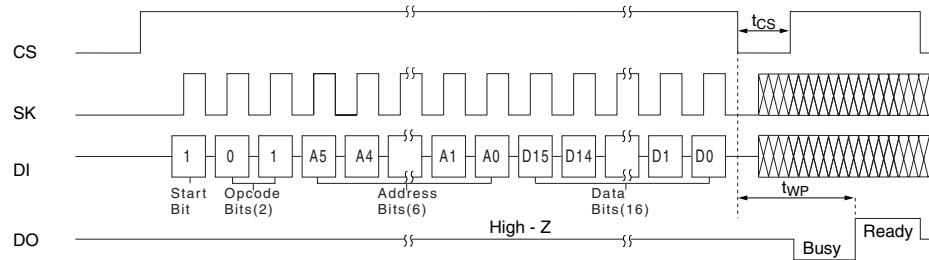 CS
tCS
SK
DI
1 0 1 A5 A4 A1 A0 D15 D14 D1 D0
Start Bit
Opcode Bits(2)
Address Bits(6)
Data Bits(16)
tWP
DO
High - Z
Busy
Ready